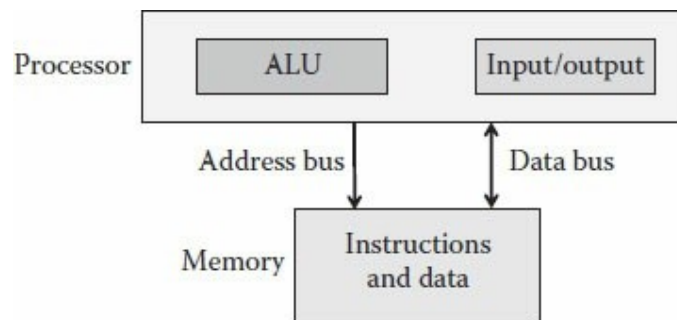 Processor
ALU
Input/output
Address bus
Data bus
Memory
Instructions
and data